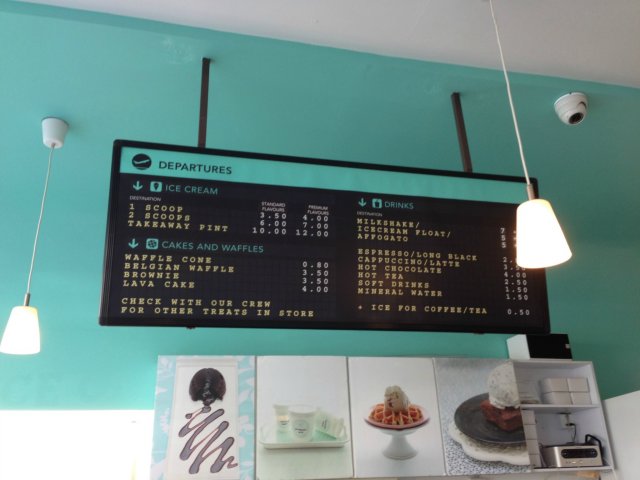 DEPARTURES
ICE CREAM
DESTINATION STANDARD FLAVOURS PREMIUM FLAVOURS
1 SCOOP 3.50 4.00
2 SCOOPS 6.00 7.00
TAKEAWAY PINT 10.00 12.00
CAKES AND WAFFLES
WAFFLE CONE 0.80
BELGIAN WAFFLE 3.50
BROWNIE 3.50
LAVA CAKE 4.00
CHECK WITH OUR CREW
FOR OTHER TREATS IN STORE
DRINKS
DESTINATION
MILKSHAKE/
ICECREAM FLOAT/
AFFOGATO
ESPRESSO/LONG BLACK
CAPPUCCINO/LATTE
HOT CHOCOLATE
HOT TEA 4.00
SOFT DRINKS 2.50
MINERAL WATER 1.50
+ ICE FOR COFFEE/TEA 0.50